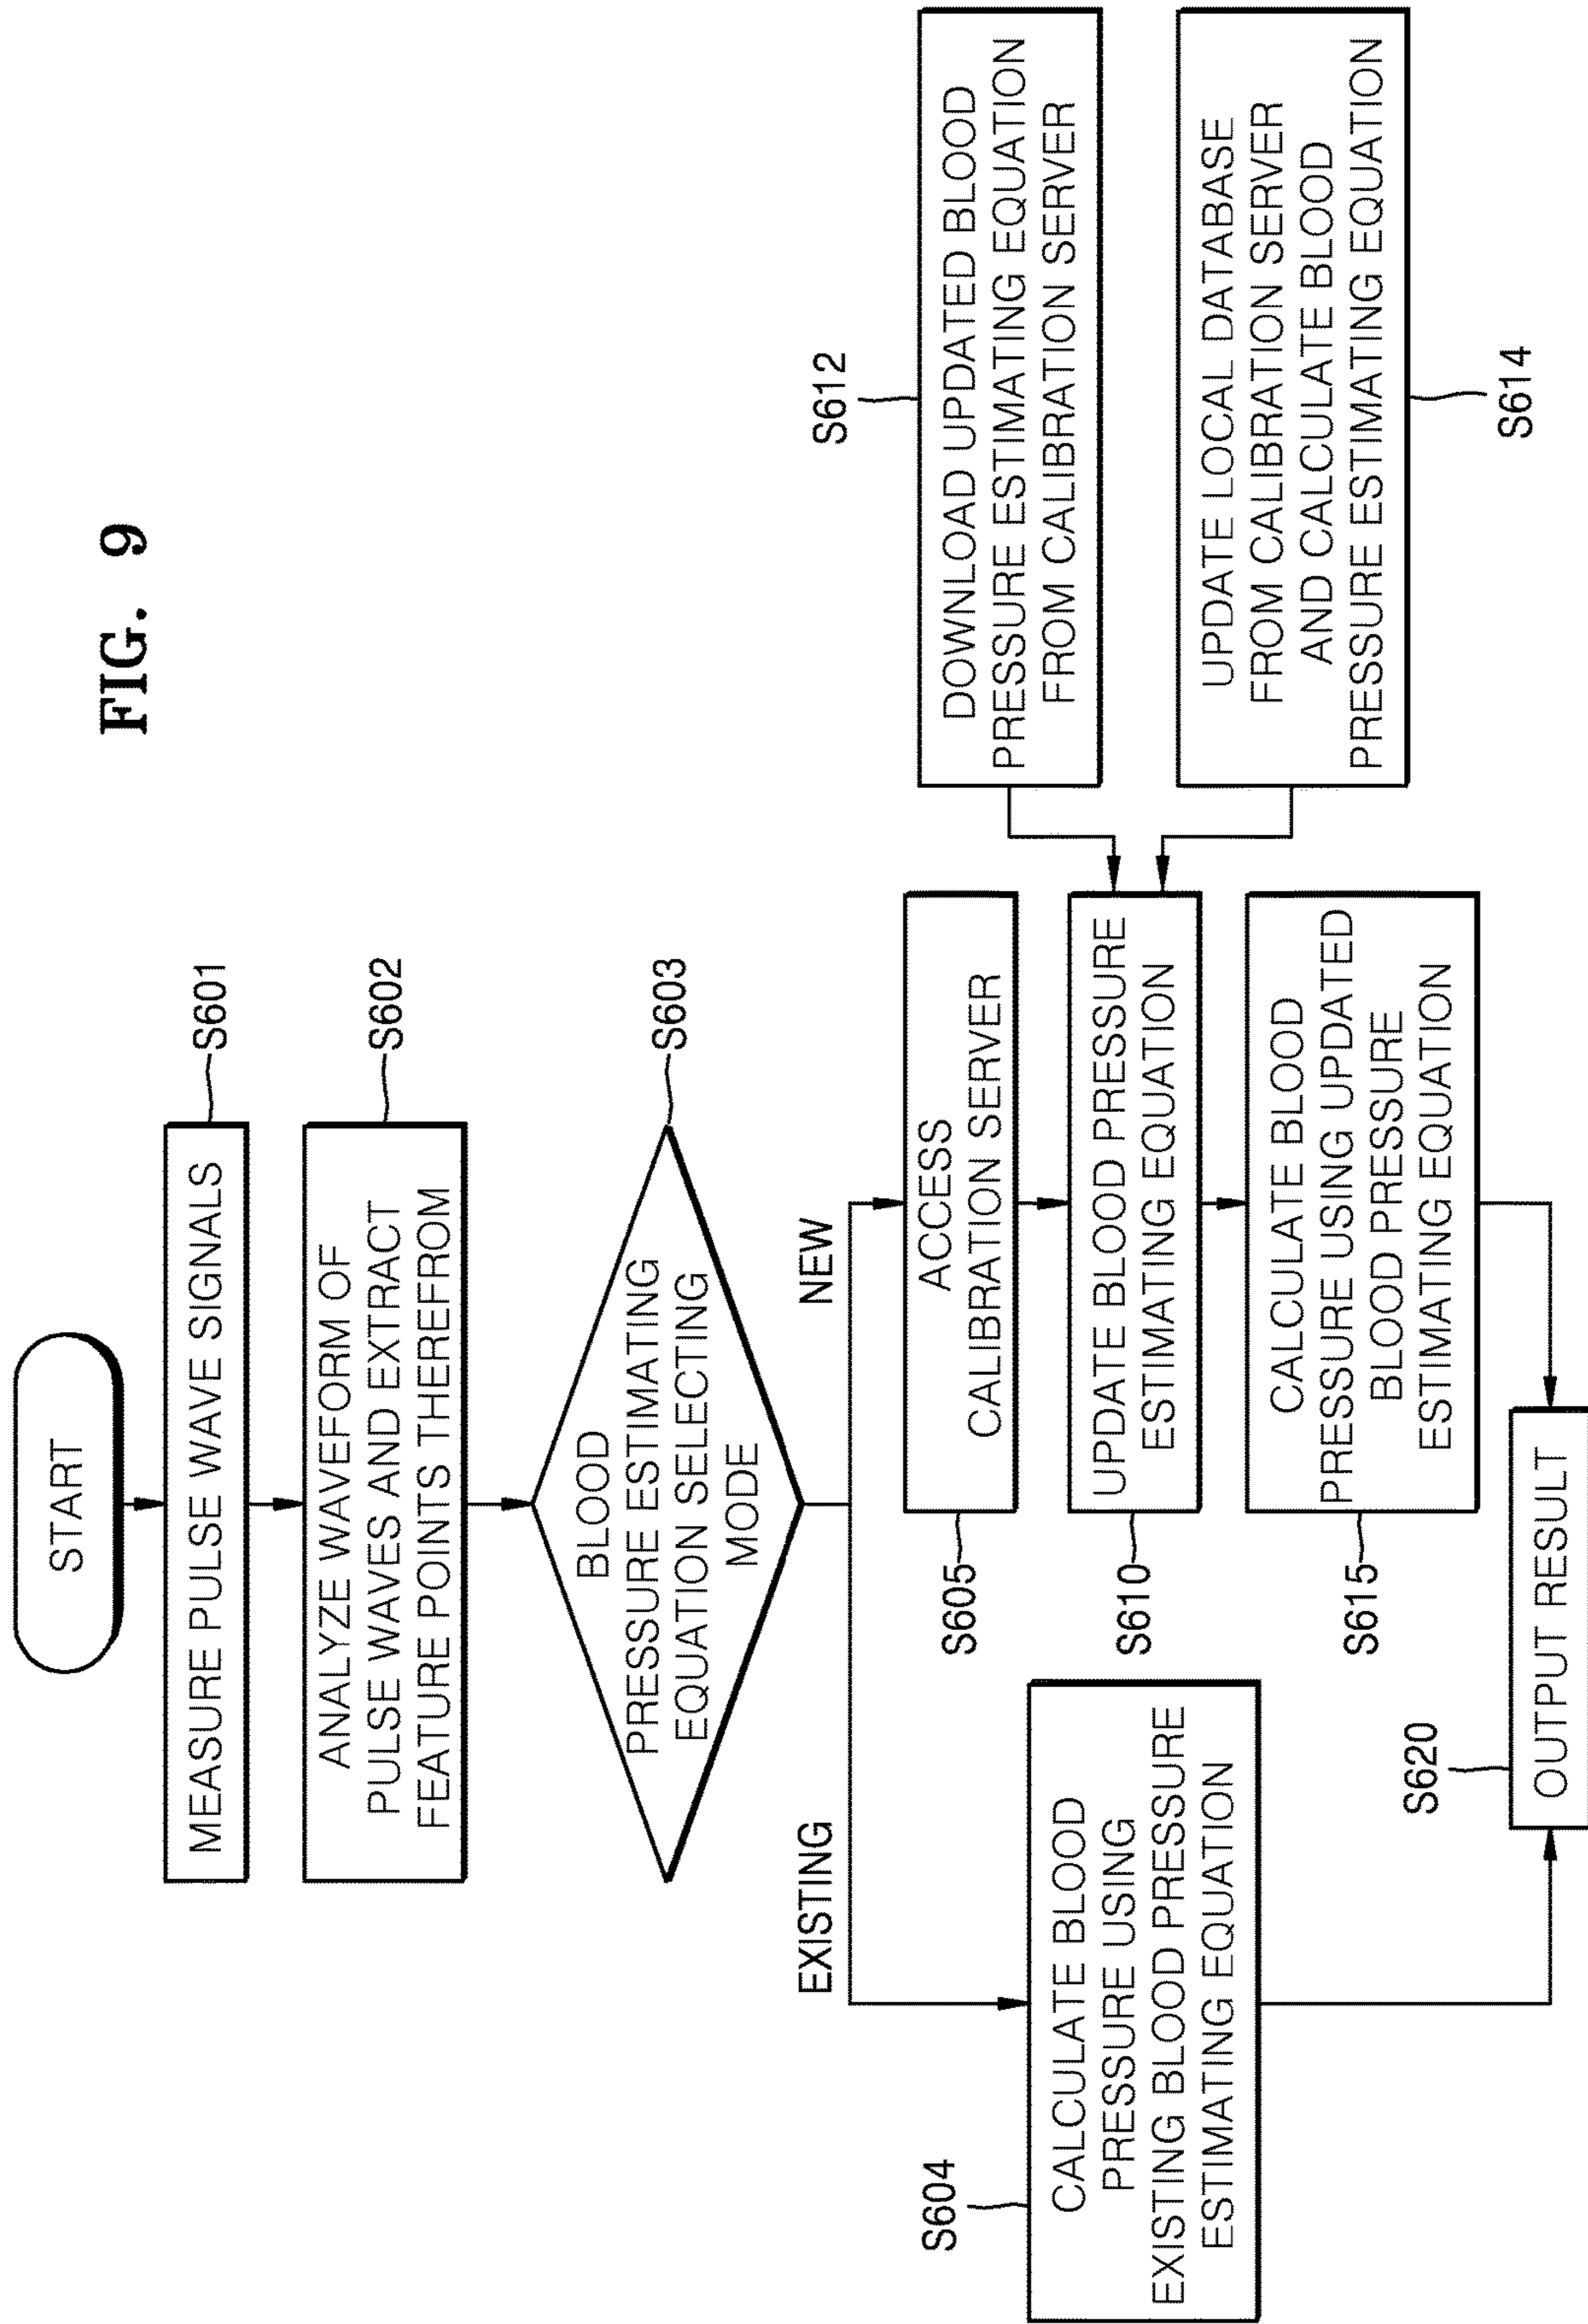 FIG. 9
START
MEASURE PULSE WAVE SIGNALS
S601
ANALYZE WAVEFORM OF
PULSE WAVES AND EXTRACT
FEATURE POINTS THEREFROM
S602
BLOOD
PRESSURE ESTIMATING
EQUATION SELECTING
MODE
S603
EXISTING
NEW
S604
CALCULATE BLOOD
PRESSURE USING
EXISTING BLOOD PRESSURE
ESTIMATING EQUATION
S605
ACCESS
CALIBRATION SERVER
S610
UPDATE BLOOD PRESSURE
ESTIMATING EQUATION
S612
DOWNLOAD UPDATED BLOOD
PRESSURE ESTIMATING EQUATION
FROM CALIBRATION SERVER
UPDATE LOCAL DATABASE
FROM CALIBRATION SERVER
AND CALCULATE BLOOD
PRESSURE ESTIMATING EQUATION
S614
S615
CALCULATE BLOOD
PRESSURE USING UPDATED
BLOOD PRESSURE
ESTIMATING EQUATION
S620
OUTPUT RESULT